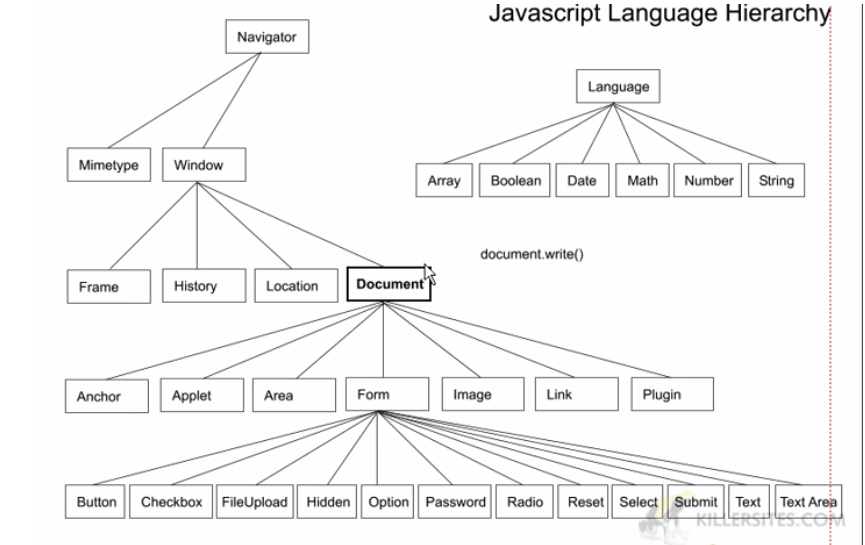 Javascript Language Hierarchy
Navigator
Language
Mimetype
Window
Array
Boolean
Date
Math
Number
String
document.write()
Frame
History
Location
Document
Anchor
Applet
Area
Form
Image
Link
Plugin
Button
Checkbox
FileUpload
Hidden
Option
Password
Radio
Reset
Select
Submit
Text
Text Area
KILLERSITES.COM